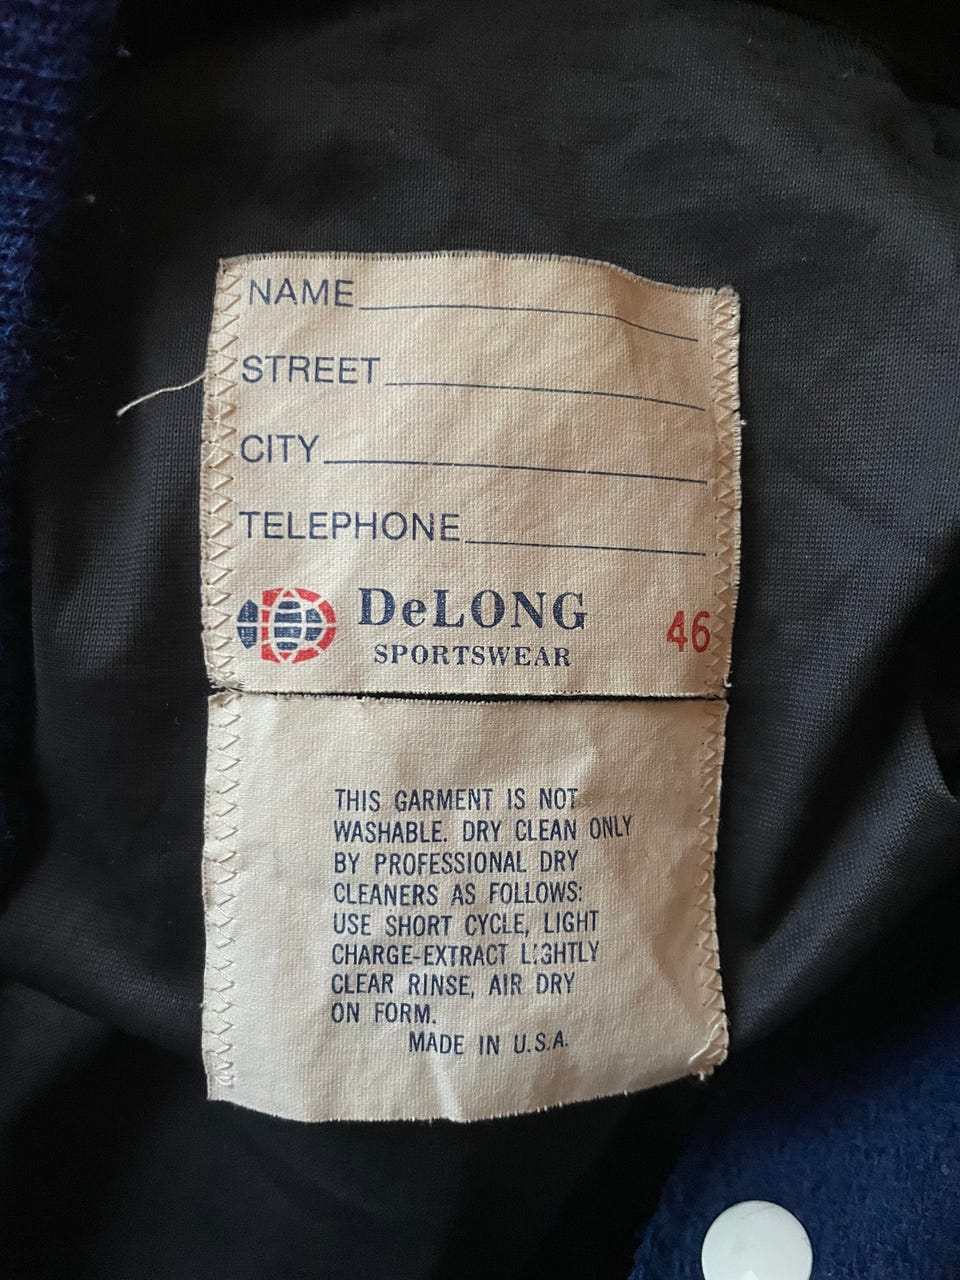 NAME
STREET
CITY
TELEPHONE
DeLONG
SPORTSWEAR
46
THIS GARMENT IS NOT
WASHABLE. DRY CLEAN ONLY
BY PROFESSIONAL DRY
CLEANERS AS FOLLOWS:
USE SHORT CYCLE, LIGHT
CHARGE-EXTRACT LIGHTLY
CLEAR RINSE, AIR DRY
ON FORM.
MADE IN U.S.A.